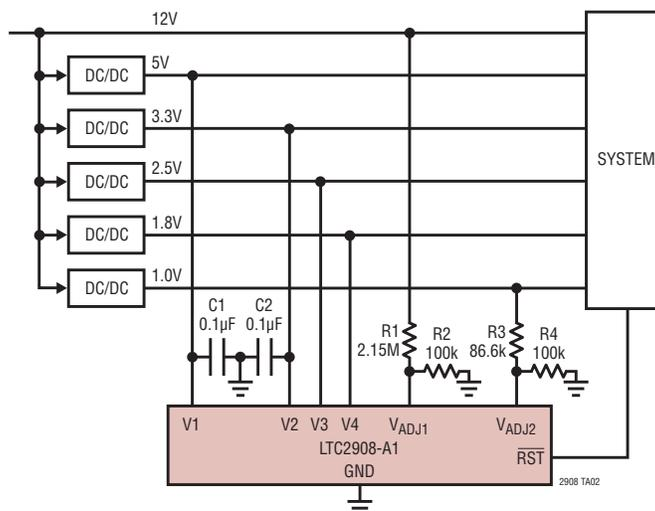 12V
DC/DC
5V
DC/DC
3.3V
DC/DC
2.5V
SYSTEM
DC/DC
1.8V
DC/DC
1.0V
C1
0.1µF
C2
0.1µF
R1
2.15M
R2
100k
R3
86.6k
R4
100k
V1
V2
V3
V4
VADJ1
VADJ2
LTC2908-A1
RST
GND
2908 TA02